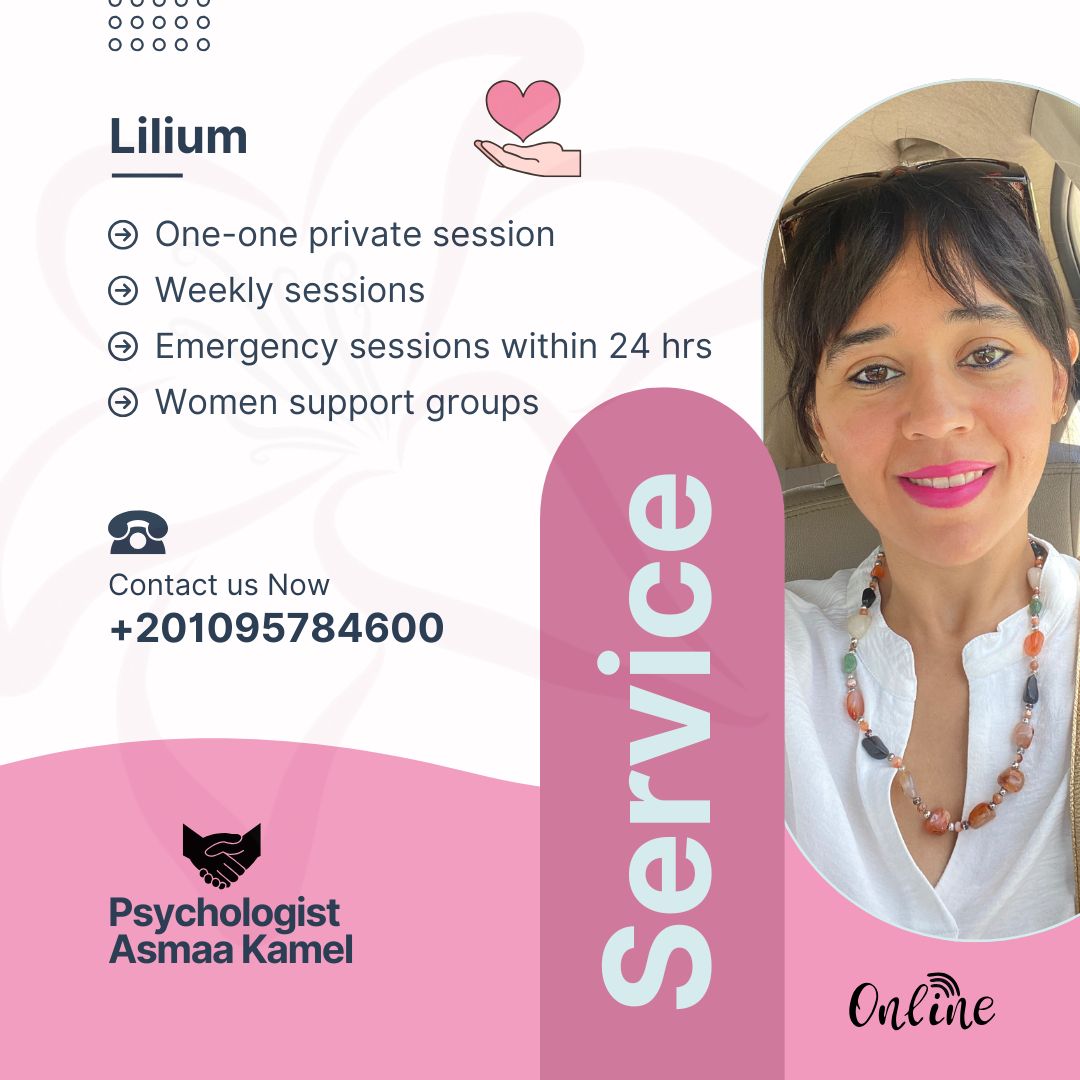 Lilium
One-one private session
Weekly sessions
Emergency sessions within 24 hrs
Women support groups
Contact us Now
+201095784600
Service
Psychologist
Asmaa Kamel
Online